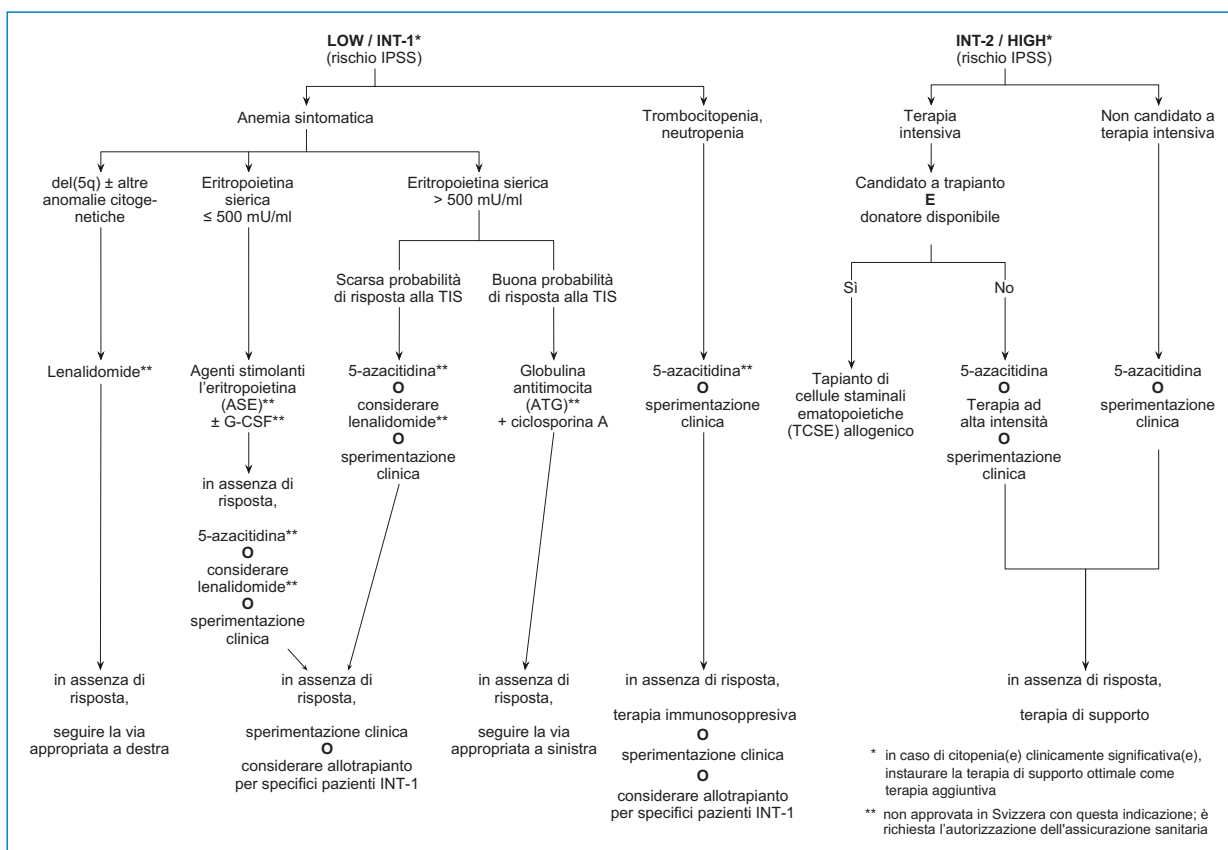 LOW / INT-1*
(rischio IPSS)
INT-2 / HIGH*
(rischio IPSS)
Anemia sintomatica
Trombocitopenia,
neutropenia
Terapia
intensiva
Non candidato a
terapia intensiva
del(5q) ± altre
anomalie citoge-
netiche
Eritropoietina
sierica
≤ 500 mU/ml
Eritropoietina sierica
> 500 mU/ml
Candidato a trapianto
E
donatore disponibile
Scarsa probabilità
di risposta alla TIS
Buona probabilità
di risposta alla TIS
Sì
No
Lenalidomide**
Agenti stimolanti
l'eritropoietina
(ASE)**
± G-CSF**
5-azacitidina**
O
considerare
lenalidomide**
O
sperimentazione
clinica
Globulina
antitimocita
(ATG)**
+ ciclosporina A
5-azacitidina**
O
sperimentazione
clinica
Tapianto di
cellule staminali
ematopoietiche
(TCSE) allogenico
5-azacitidina
O
Terapia ad
alta intensità
O
sperimentazione
clinica
5-azacitidina
O
sperimentazione
clinica
in assenza di
risposta,
5-azacitidina**
O
considerare
lenalidomide**
O
sperimentazione
clinica
in assenza di
risposta,
seguire la via
appropriata a destra
in assenza di
risposta,
sperimentazione clinica
O
considerare allotrapianto
per specifici pazienti INT-1
in assenza di
risposta,
seguire la via
appropriata a sinistra
in assenza di risposta,
terapia immunosoppresiva
O
sperimentazione clinica
O
considerare allotrapianto
per specifici pazienti INT-1
in assenza di risposta,
terapia di supporto
* in caso di citopenia(e) clinicamente significativa(e),
instaurare la terapia di supporto ottimale come
terapia aggiuntiva
** non approvata in Svizzera con questa indicazione; è
richiesta l'autorizzazione dell'assicurazione sanitaria